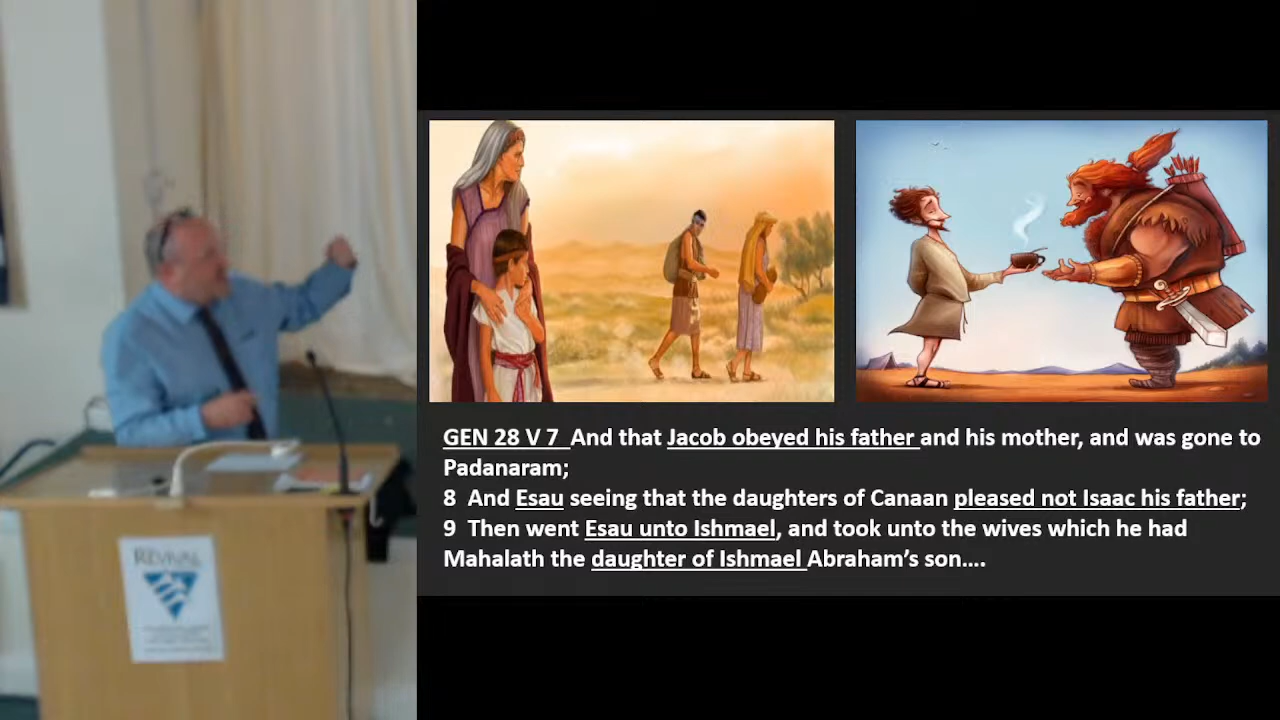 GEN 28 V 7 And that Jacob obeyed his father and his mother, and was gone to
Padanaram;
8 And Esau seeing that the daughters of Canaan pleased not Isaac his father;
9 Then went Esau unto Ishmael, and took unto the wives which he had
Mahalath the daughter of Ishmael Abraham’s son....
REVIVAL